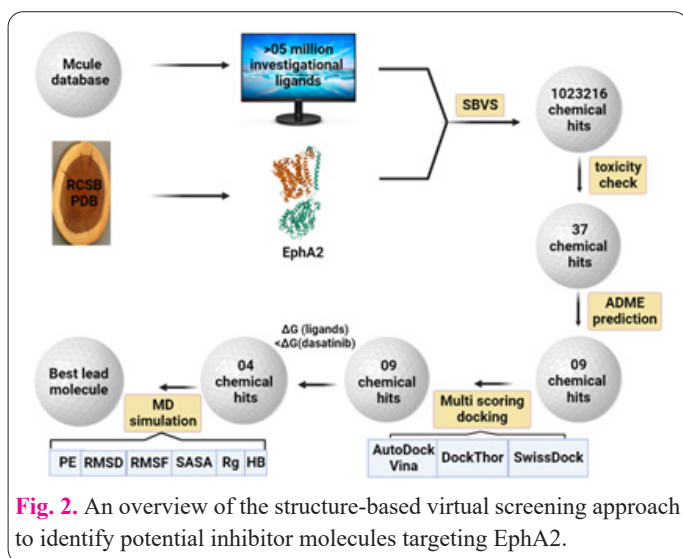 Mcule
database
>05 million
investigational
ligands
SBVS
1023216
chemical
hits
RCSB
PDB
EphA2
toxicity
check
37
chemical
hits
ADME
prediction
09
chemical
hits
Multi scoring
docking
AutoDock
Vina
DockThor
SwissDock
09
chemical
hits
ΔG (ligands)
<ΔG(dasatinib)
04
chemical
hits
MD
simulation
PE RMSD RMSF SASA Rg HB
Best lead
molecule
Fig. 2. An overview of the structure-based virtual screening approach
to identify potential inhibitor molecules targeting EphA2.